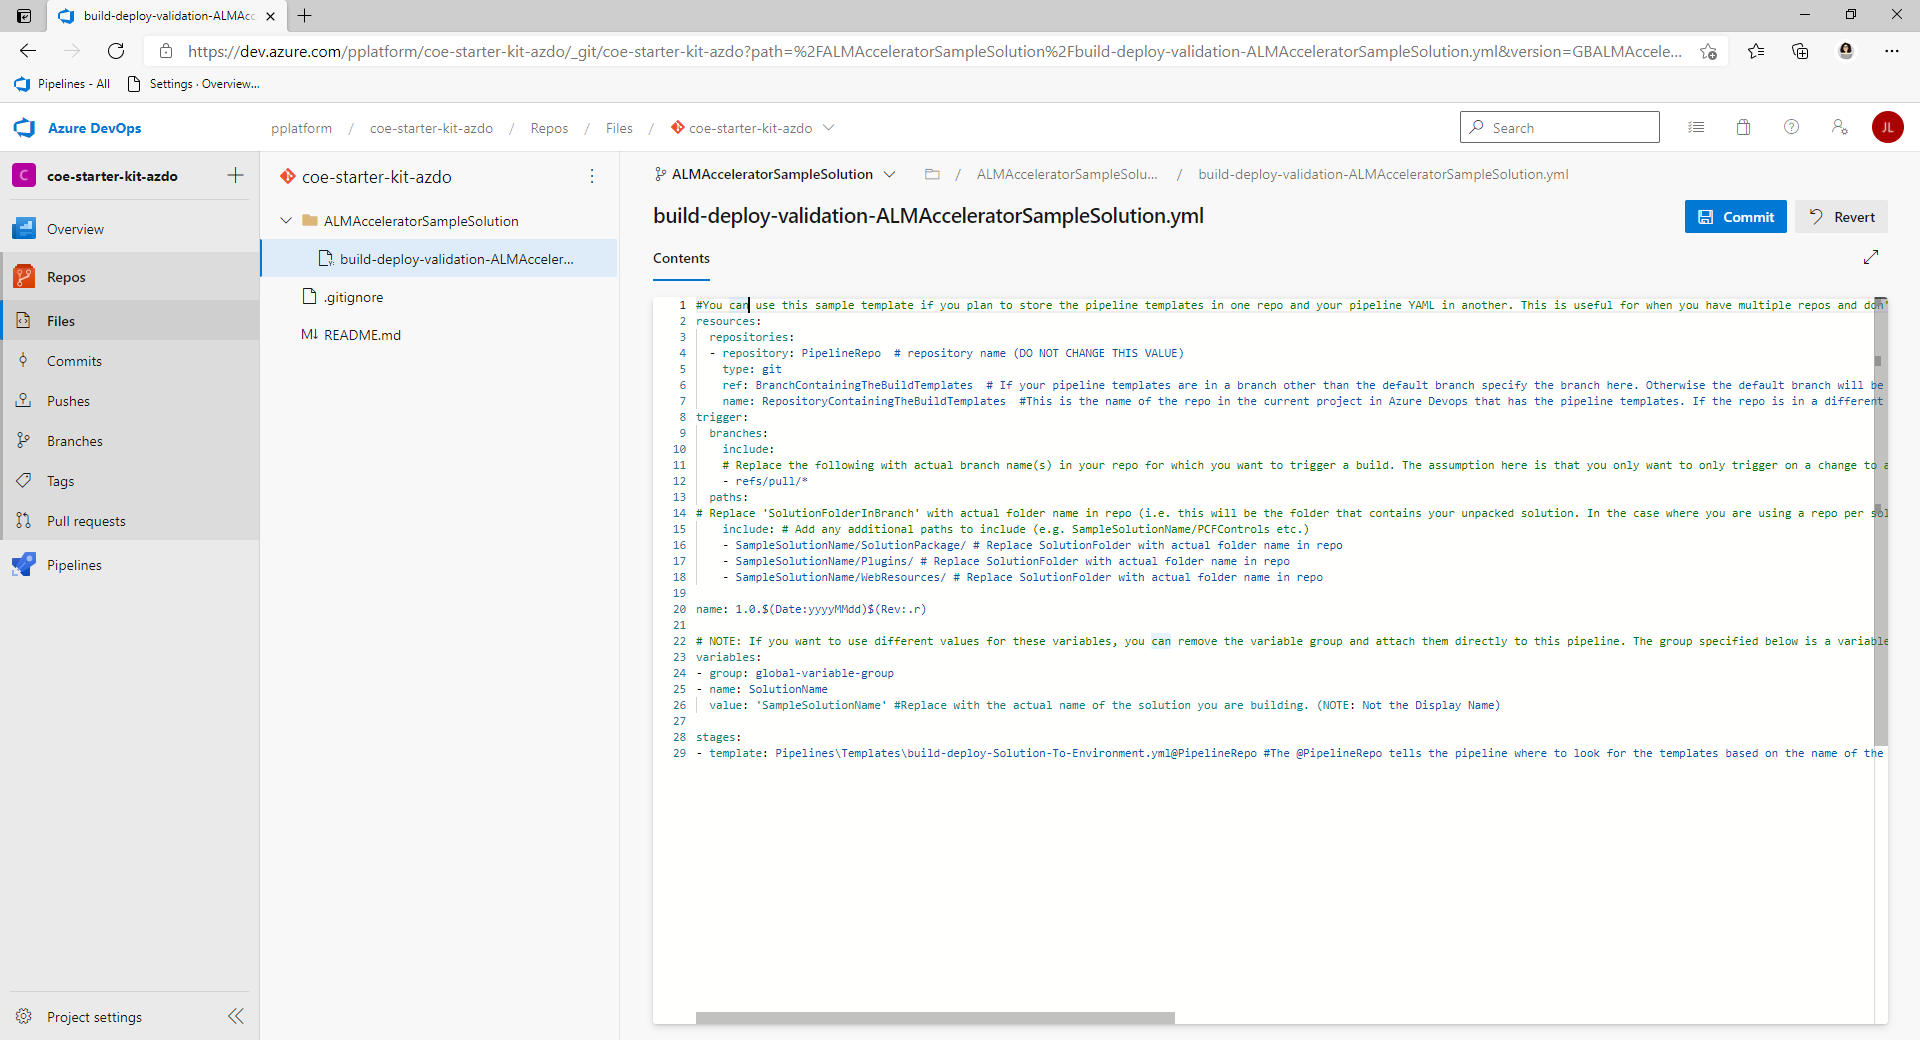 build-deploy-validation-ALMAcc
https://dev.azure.com/pplatform/coe-starter-kit-azdo/_git/coe-starter-kit-azdo?path=%2FALMAcceleratorSampleSolution%2Fbuild-deploy-validation-ALMAcceleratorSampleSolution.yml&version=GBALMAccele...
Pipelines - All
Settings · Overview...
Azure DevOps
pplatform / coe-starter-kit-azdo / Repos / Files / coe-starter-kit-azdo
Search
JL
C coe-starter-kit-azdo
Overview
Repos
Files
Commits
Pushes
Branches
Tags
Pull requests
Pipelines
Project settings
coe-starter-kit-azdo
ALMAcceleratorSampleSolution
build-deploy-validation-ALMAcceler...
.gitignore
M↓ README.md
ALMAcceleratorSampleSolution / ALMAcceleratorSampleSolu... / build-deploy-validation-ALMAcceleratorSampleSolution.yml
build-deploy-validation-ALMAcceleratorSampleSolution.yml
Commit
Revert
Contents
1 #You can use this sample template if you plan to store the pipeline templates in one repo and your pipeline YAML in another. This is useful for when you have multiple repos and don'
2 resources:
3 repositories:
4 - repository: PipelineRepo # repository name (DO NOT CHANGE THIS VALUE)
5 type: git
6 ref: BranchContainingTheBuildTemplates # If your pipeline templates are in a branch other than the default branch specify the branch here. Otherwise the default branch will be
7 name: RepositoryContainingTheBuildTemplates #This is the name of the repo in the current project in Azure Devops that has the pipeline templates. If the repo is in a different
8 trigger:
9 branches:
10 include:
11 # Replace the following with actual branch name(s) in your repo for which you want to trigger a build. The assumption here is that you only want to only trigger on a change to a
12 - refs/pull/*
13 paths:
14 # Replace 'SolutionFolderInBranch' with actual folder name in repo (i.e. this will be the folder that contains your unpacked solution. In the case where you are using a repo per sol
15 include: # Add any additional paths to include (e.g. SampleSolutionName/PCFControls etc.)
16 - SampleSolutionName/SolutionPackage/ # Replace SolutionFolder with actual folder name in repo
17 - SampleSolutionName/Plugins/ # Replace SolutionFolder with actual folder name in repo
18 - SampleSolutionName/WebResources/ # Replace SolutionFolder with actual folder name in repo
19
20 name: 1.0.$(Date:yyyyMMdd)$(Rev:.r)
21
22 # NOTE: If you want to use different values for these variables, you can remove the variable group and attach them directly to this pipeline. The group specified below is a variable
23 variables:
24 - group: global-variable-group
25 - name: SolutionName
26 value: 'SampleSolutionName' #Replace with the actual name of the solution you are building. (NOTE: Not the Display Name)
27
28 stages:
29 - template: Pipelines\Templates\build-deploy-Solution-To-Environment.yml@PipelineRepo #The @PipelineRepo tells the pipeline where to look for the templates based on the name of the